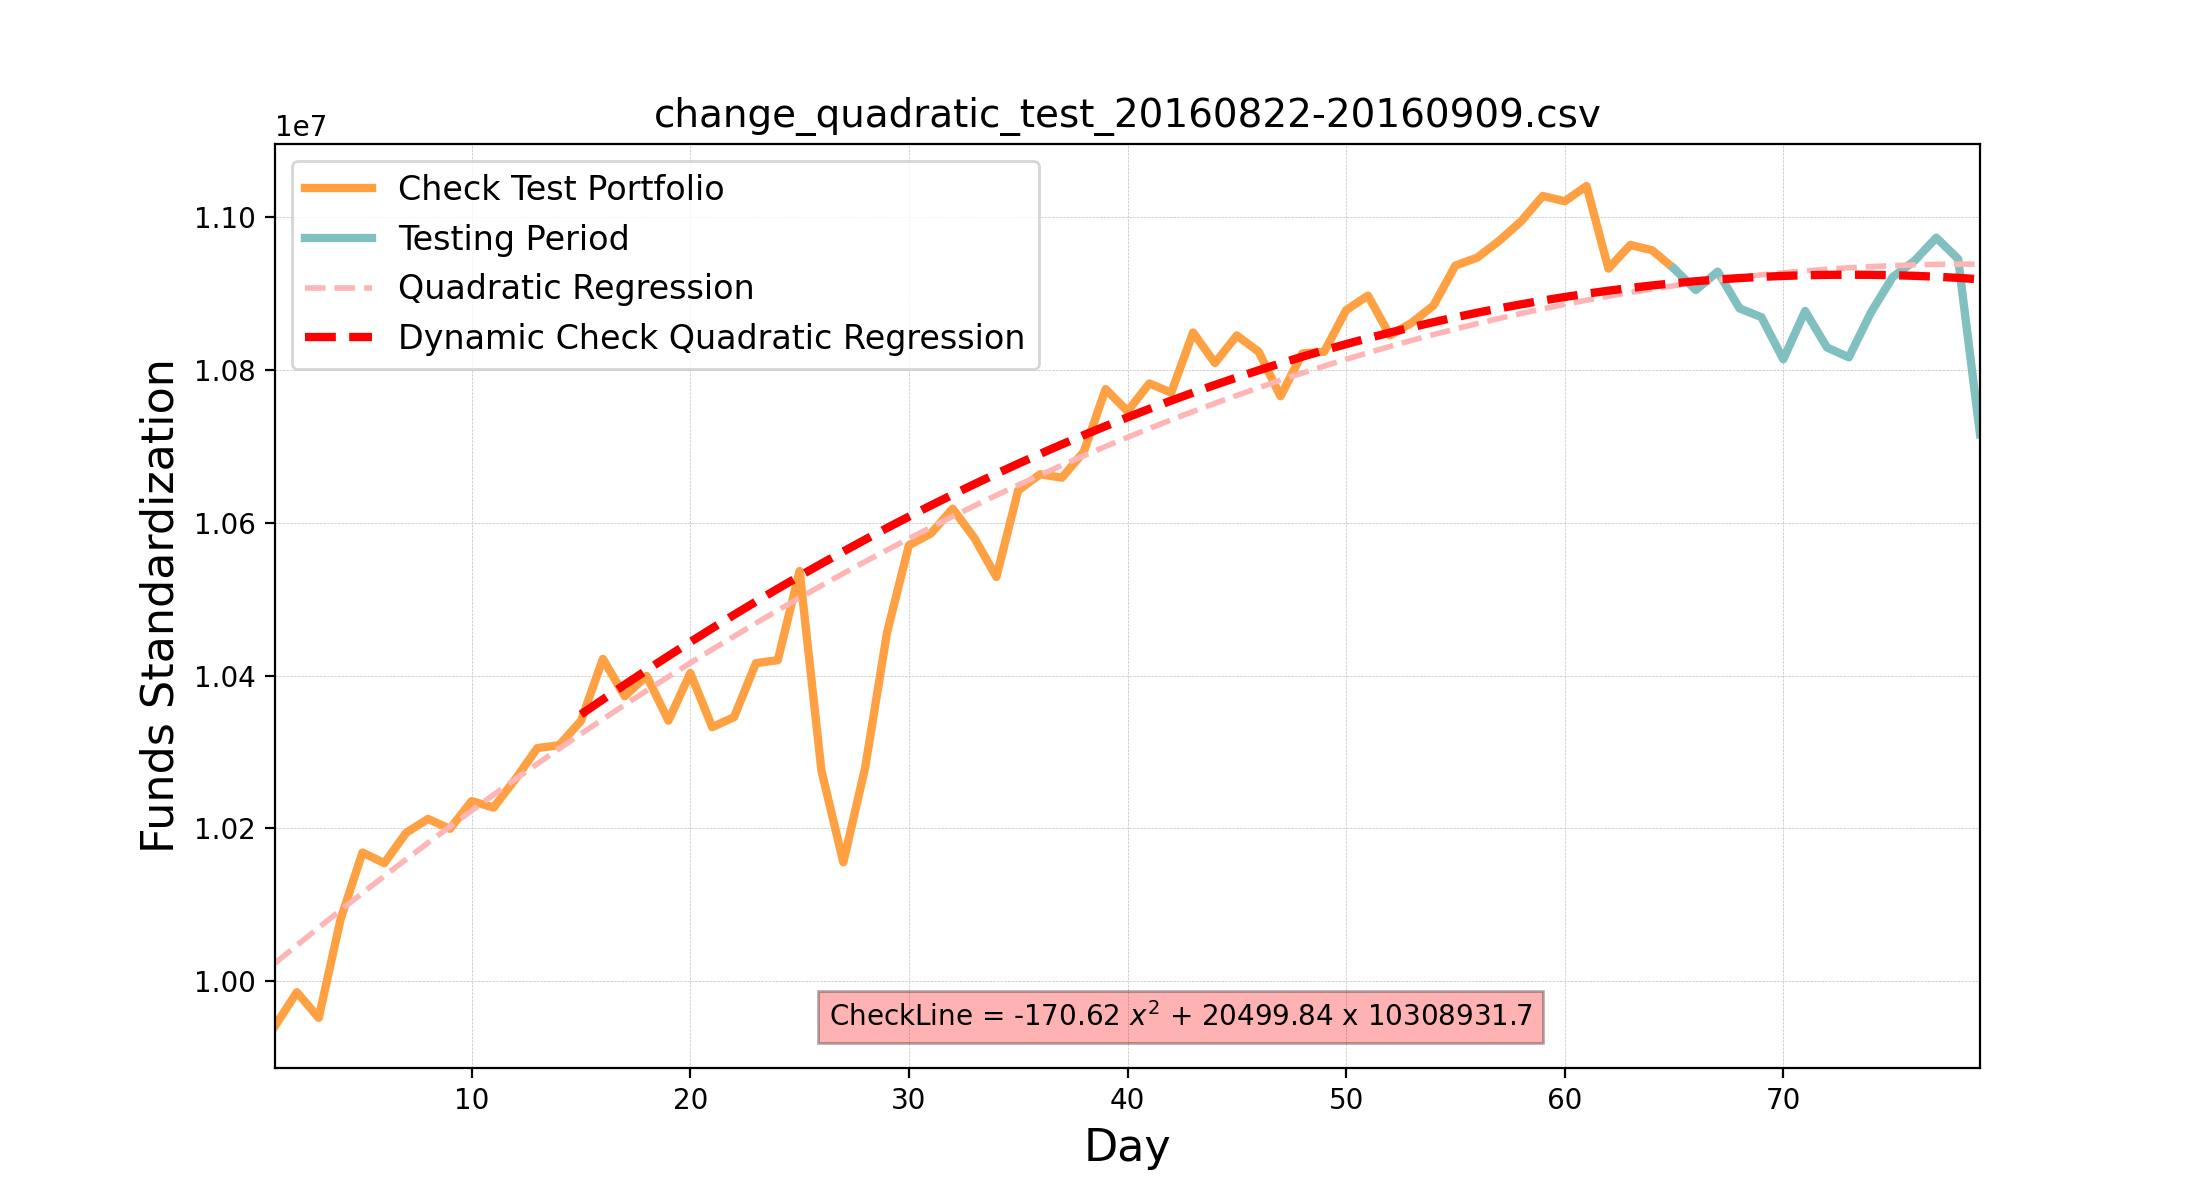 change_quadratic_test_20160822-20160909.csv
1e7
Check Test Portfolio
Testing Period
Quadratic Regression
Dynamic Check Quadratic Regression
1.10
1.08
1.06
1.04
1.02
1.00
Funds Standardization
CheckLine = -170.62 x² + 20499.84 x 10308931.7
10 20 30 40 50 60 70
Day